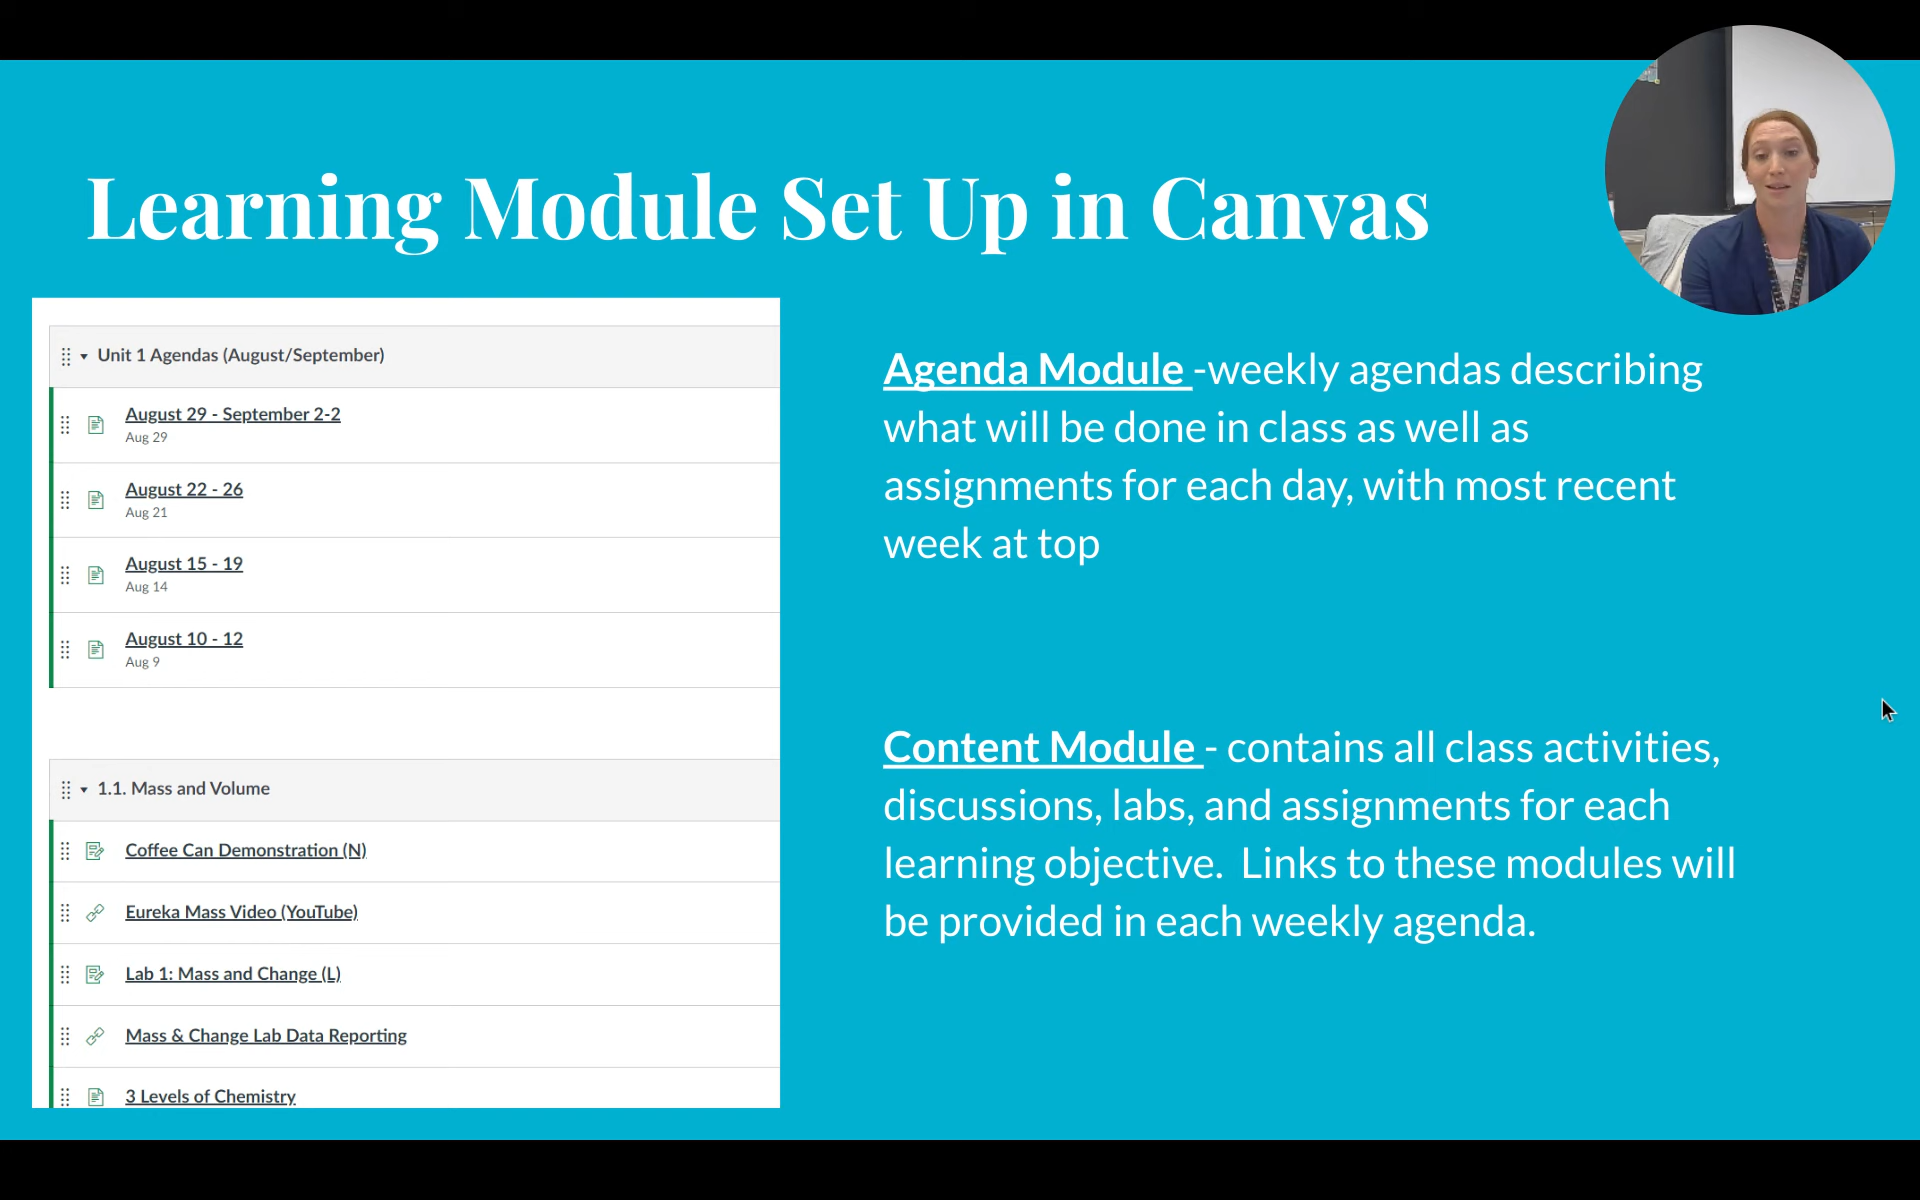 Learning Module Set Up in Canvas
Unit 1 Agendas (August/September)
August 29 - September 2-2
Aug 29
August 22 - 26
Aug 21
August 15 - 19
Aug 14
August 10 - 12
Aug 9
1.1. Mass and Volume
Coffee Can Demonstration (N)
Eureka Mass Video (YouTube)
Lab 1: Mass and Change (L)
Mass & Change Lab Data Reporting
3 Levels of Chemistry
Agenda Module -weekly agendas describing
what will be done in class as well as
assignments for each day, with most recent
week at top
Content Module - contains all class activities,
discussions, labs, and assignments for each
learning objective.  Links to these modules will
be provided in each weekly agenda.